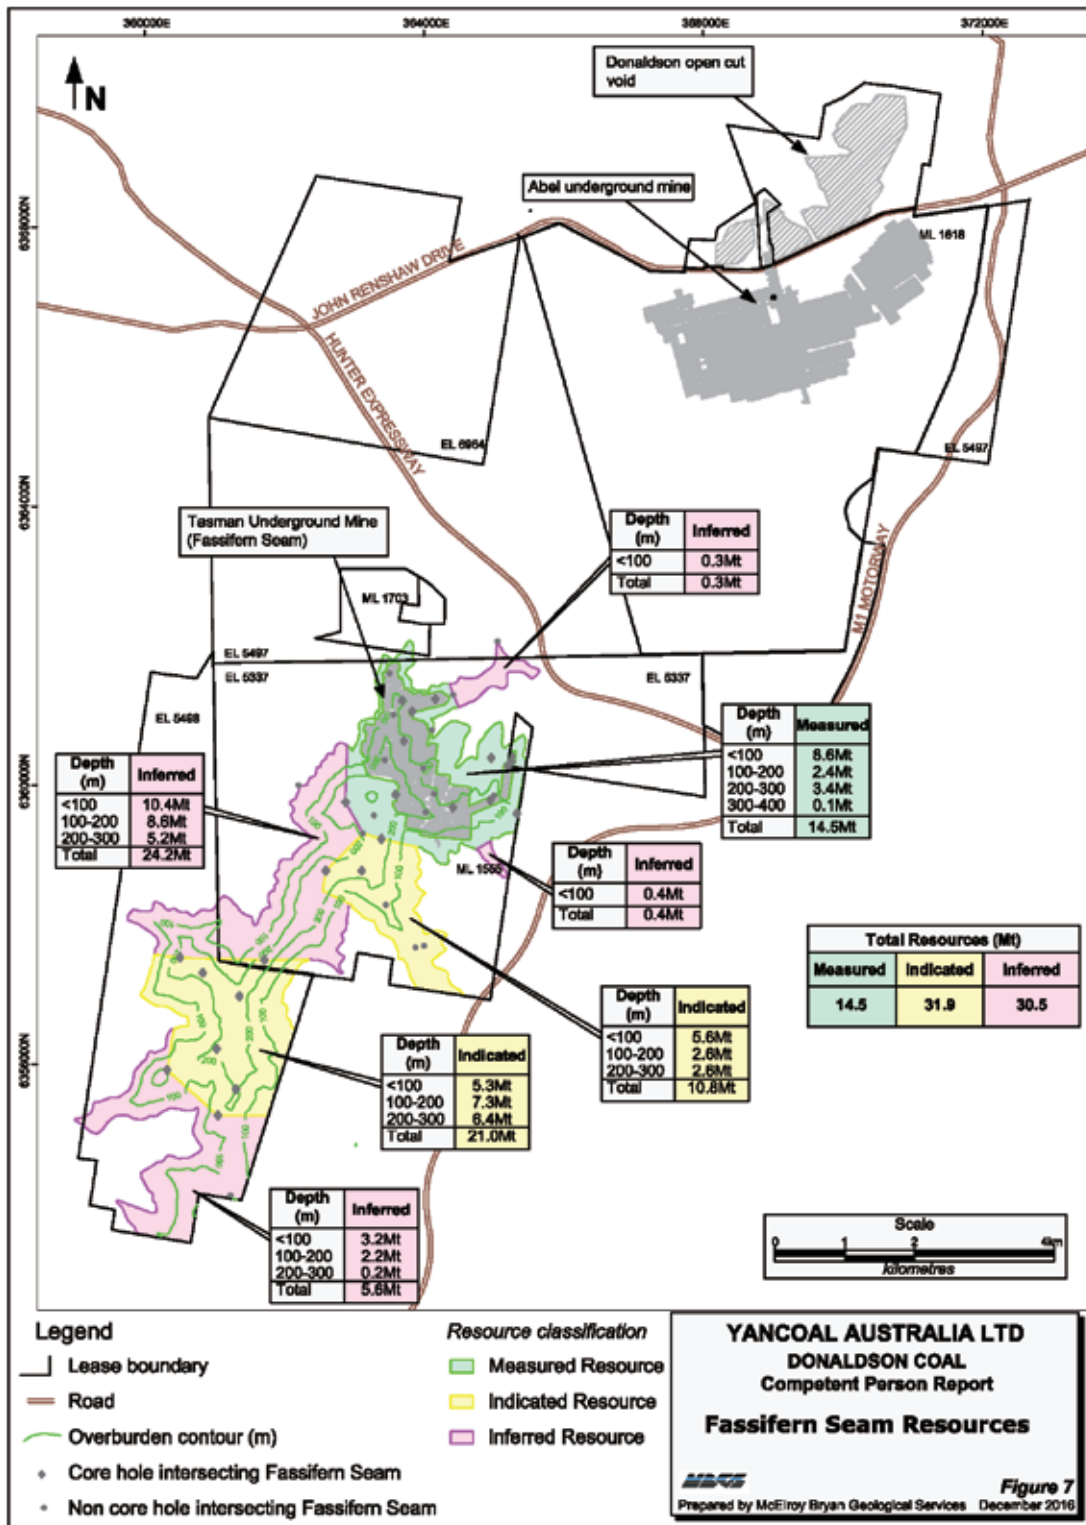 360000E 364000E 368000E 372000E
N
Donaldson open cut
void
Abel underground mine
6368000N
ML 1618
JOHN RENSHAW DRIVE
HUNTER EXPRESSWAY
EL 6964
EL 5497
6364000N
Tasman Underground Mine
(Fassifern Seam)
Depth (m) Inferred
<100 0.3Mt
Total 0.3Mt
M1 MOTORWAY
ML 1703
EL 5497
EL 5337
EL 5337
EL 5498
Depth (m) Measured
<100 8.6Mt
100-200 2.4Mt
200-300 3.4Mt
300-400 0.1Mt
Total 14.5Mt
6360000N
Depth (m) Inferred
<100 10.4Mt
100-200 8.6Mt
200-300 5.2Mt
Total 24.2Mt
ML 1555
Depth (m) Inferred
<100 0.4Mt
Total 0.4Mt
Total Resources (Mt)
Measured Indicated Inferred
14.5 31.9 30.5
Depth (m) Indicated
<100 5.6Mt
100-200 2.6Mt
200-300 2.6Mt
Total 10.8Mt
6356000N
Depth (m) Indicated
<100 5.3Mt
100-200 7.3Mt
200-300 8.4Mt
Total 21.0Mt
Depth (m) Inferred
<100 3.2Mt
100-200 2.2Mt
200-300 0.2Mt
Total 5.6Mt
Scale
0 1 2 4km
kilometres
Legend
Lease boundary
Road
Overburden contour (m)
Core hole intersecting Fassifern Seam
Non core hole intersecting Fassifern Seam
Resource classification
Measured Resource
Indicated Resource
Inferred Resource
YANCOAL AUSTRALIA LTD
DONALDSON COAL
Competent Person Report
Fassifern Seam Resources
MBGS
Figure 7
Prepared by McElroy Bryan Geological Services December 2016